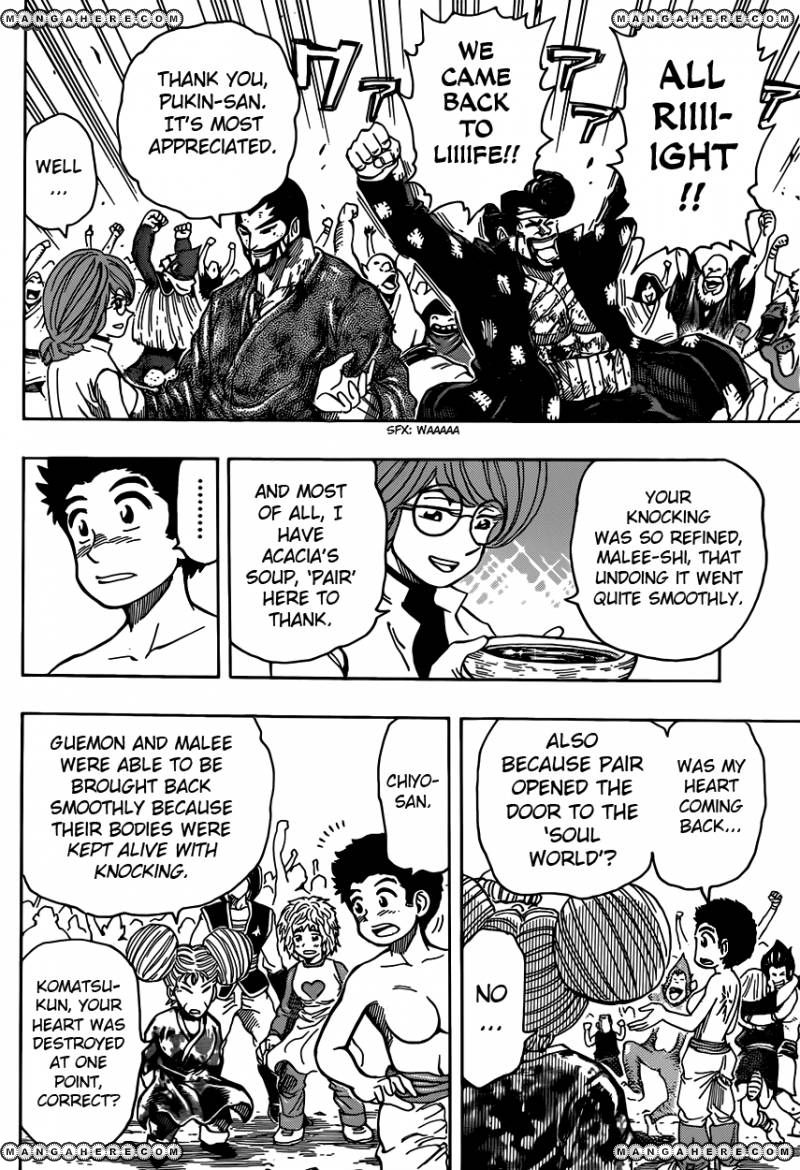 MANGAHERE.COM
MANGAHERE.COM
ALL
RIIII-
IGHT
!!
WE
CAME
BACK
TO
LIIIIFE!!
THANK YOU,
PUKIN-SAN.
IT'S MOST
APPRECIATED.
WELL
...
ワァァァ
SFX: WAAAAA
YOUR
KNOCKING
WAS SO REFINED,
MALEE-SHI, THAT
UNDOING IT WENT
QUITE SMOOTHLY.
AND MOST
OF ALL, I
HAVE
ACACIA'S
SOUP, 'PAIR'
HERE TO
THANK.
........
WAS MY
HEART
COMING
BACK...
ALSO
BECAUSE PAIR
OPENED THE
DOOR TO THE
'SOUL
WORLD'?
NO
...
CHIYO-
SAN.
GUEMON AND MALEE
WERE ABLE TO BE
BROUGHT BACK
SMOOTHLY BECAUSE
THEIR BODIES WERE
KEPT ALIVE WITH
KNOCKING.
KOMATSU-
KUN, YOUR
HEART WAS
DESTROYED
AT ONE
POINT,
CORRECT?
MANGAHERE.COM
MANGAHERE.COM